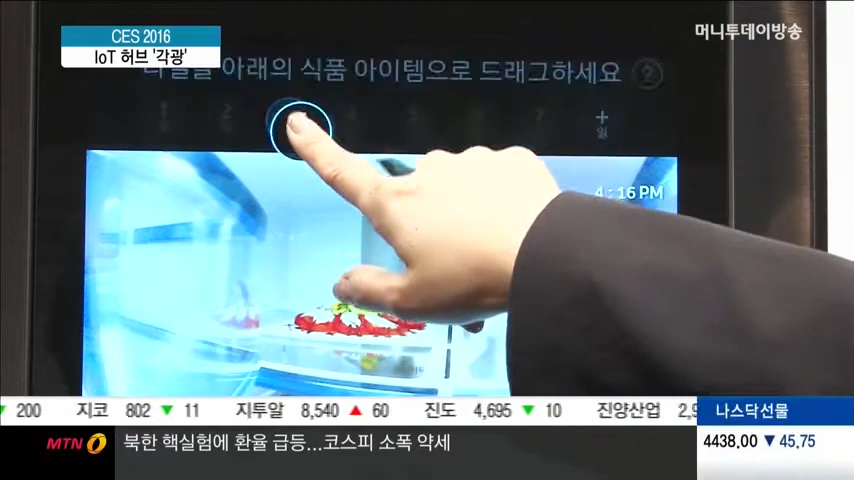 CES 2016
IoT 허브 '각광'
머니투데이방송
아래의 식품 아이템으로 드래그하세요
2
7
+
일
4:16 PM
200 지코 802 ▼ 11 지투알 8,540 ▲ 60 진도 4,695 ▼ 10 진양산업
나스닥선물
4438,00 ▼ 45,75
MTN
북한 핵실험에 환율 급등...코스피 소폭 약세